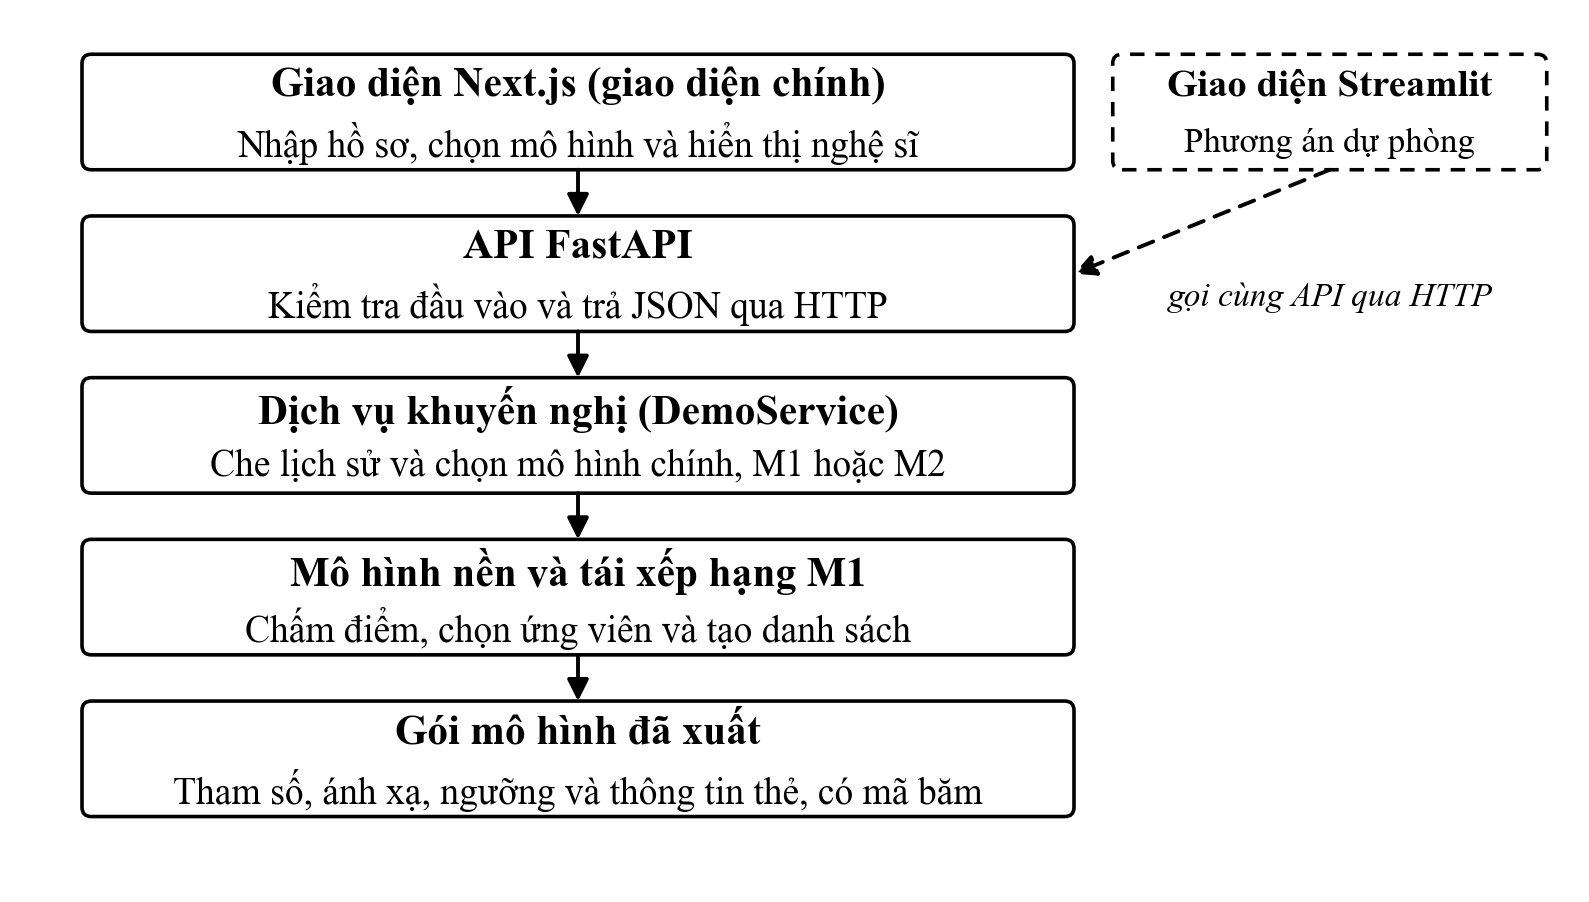 Giao diện Next.js (giao diện chính)
Nhập hồ sơ, chọn mô hình và hiển thị nghệ sĩ
Giao diện Streamlit
Phương án dự phòng
API FastAPI
Kiểm tra đầu vào và trả JSON qua HTTP
gọi cùng API qua HTTP
Dịch vụ khuyến nghị (DemoService)
Che lịch sử và chọn mô hình chính, M1 hoặc M2
Mô hình nền và tái xếp hạng M1
Chấm điểm, chọn ứng viên và tạo danh sách
Gói mô hình đã xuất
Tham số, ánh xạ, ngưỡng và thông tin thẻ, có mã băm